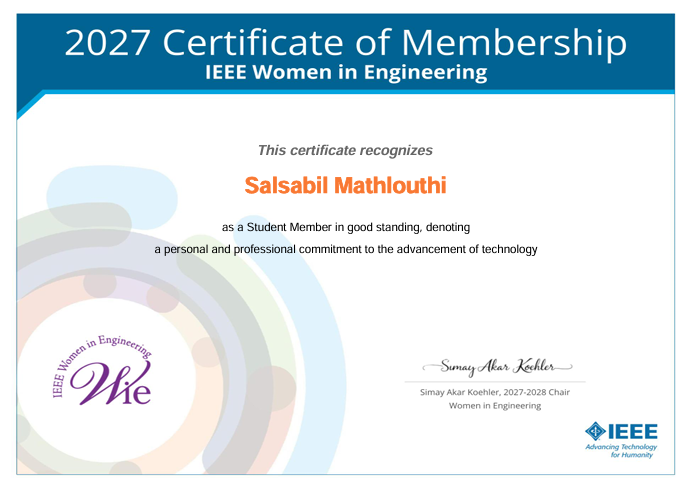 2027 Certificate of Membership
IEEE Women in Engineering
This certificate recognizes
Salsabil Mathlouthi
as a Student Member in good standing, denoting
a personal and professional commitment to the advancement of technology
IEEE Women in Engineering
Wie
Simay Akar Koehler
Simay Akar Koehler, 2027-2028 Chair
Women in Engineering
IEEE
Advancing Technology
for Humanity